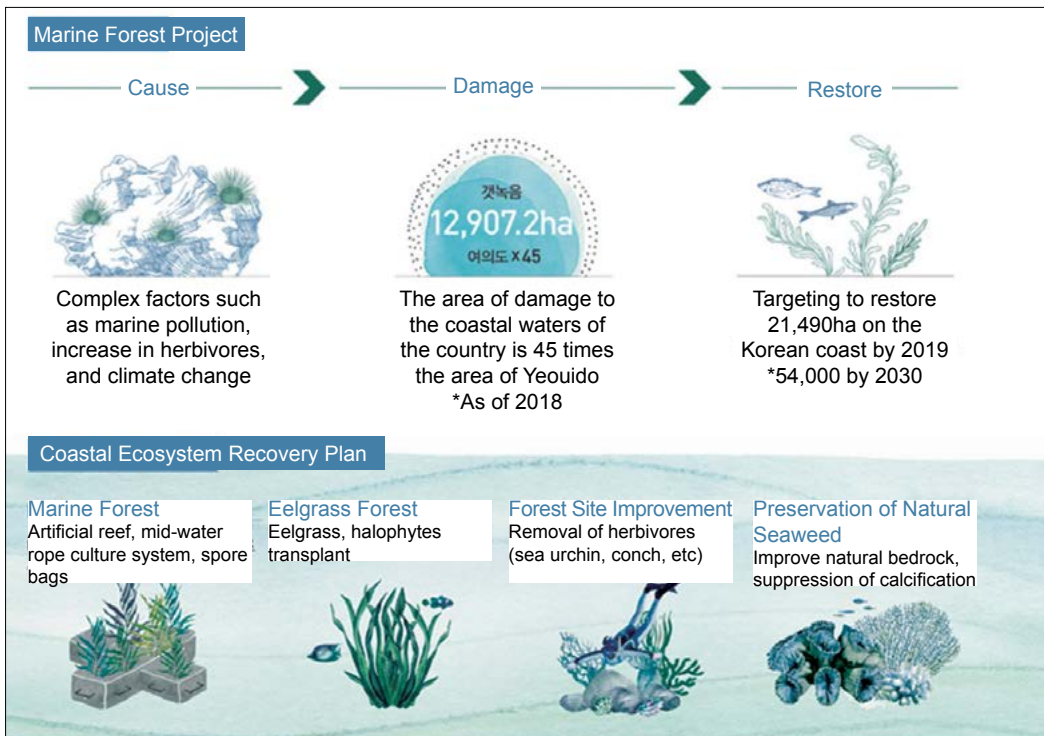 Marine Forest Project
Cause
Damage
Restore
갯녹음
12,907.2ha
여의도 x45
Complex factors such
as marine pollution,
increase in herbivores,
and climate change
The area of damage to
the coastal waters of
the country is 45 times
the area of Yeouido
*As of 2018
Targeting to restore
21,490ha on the
Korean coast by 2019
*54,000 by 2030
Coastal Ecosystem Recovery Plan
Marine Forest
Artificial reef, mid-water
rope culture system, spore
bags
Eelgrass Forest
Eelgrass, halophytes
transplant
Forest Site Improvement
Removal of herbivores
(sea urchin, conch, etc)
Preservation of Natural
Seaweed
Improve natural bedrock,
suppression of calcification